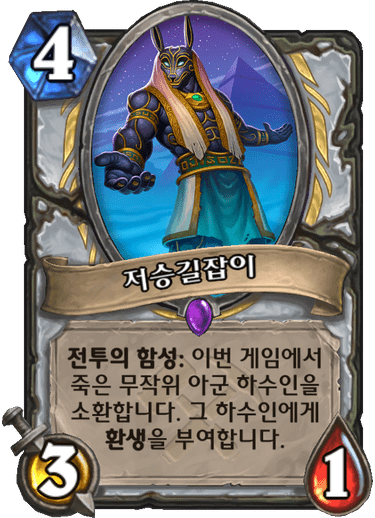 4
저승길잡이
전투의 함성: 이번 게임에서
죽은 무작위 아군 하수인을
소환합니다. 그 하수인에게
환생을 부여합니다.
3
1